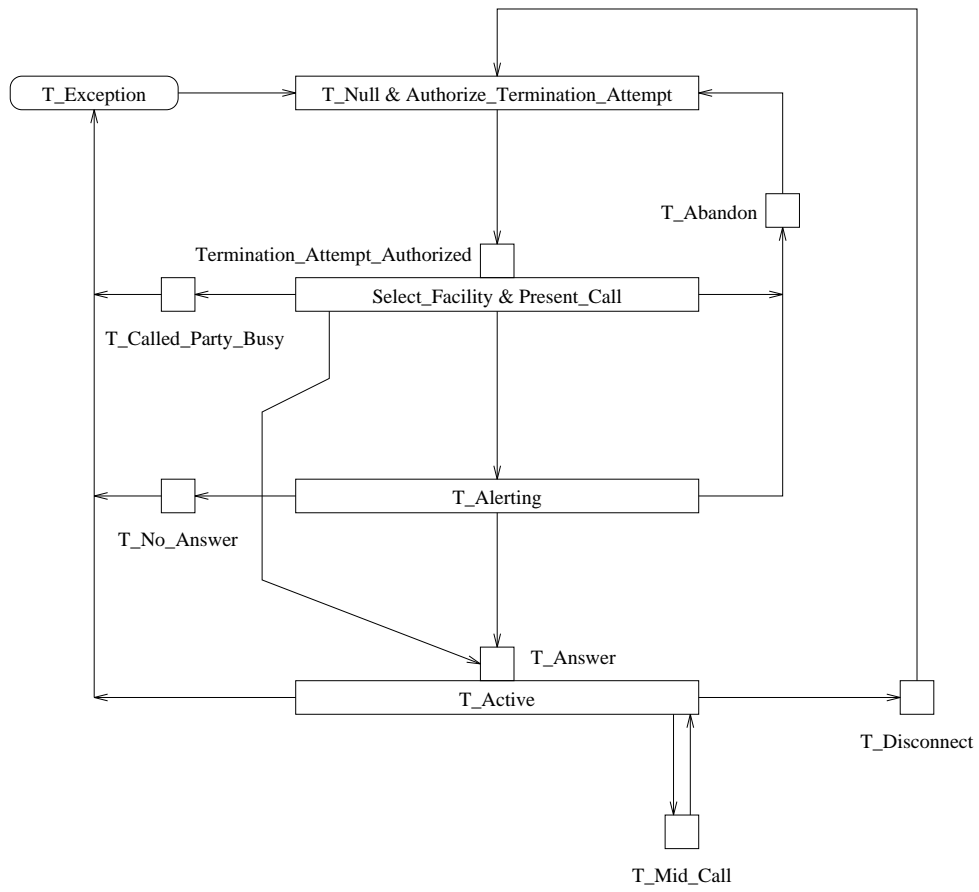 T_Exception
T_Null & Authorize_Termination_Attempt
T_Abandon
Termination_Attempt_Authorized
Select_Facility & Present_Call
T_Called_Party_Busy
T_Alerting
T_No_Answer
T_Answer
T_Active
T_Disconnect
T_Mid_Call